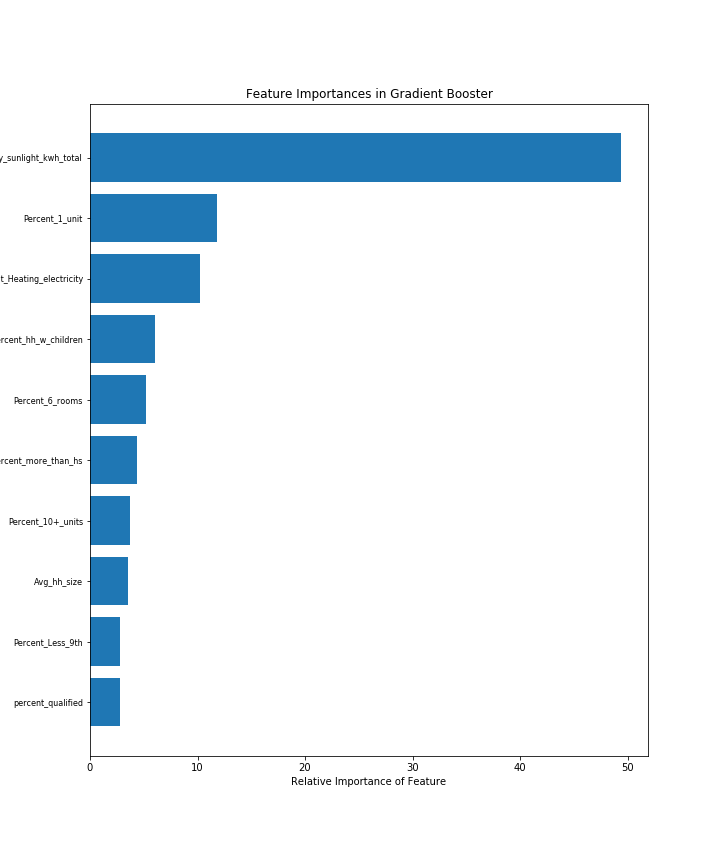 Feature Importances in Gradient Booster
y_sunlight_kwh_total
Percent_1_unit
t_Heating_electricity
ercent_hh_w_children
Percent_6_rooms
ercent_more_than_hs
Percent_10+_units
Avg_hh_size
Percent_Less_9th
percent_qualified
0 10 20 30 40 50
Relative Importance of Feature